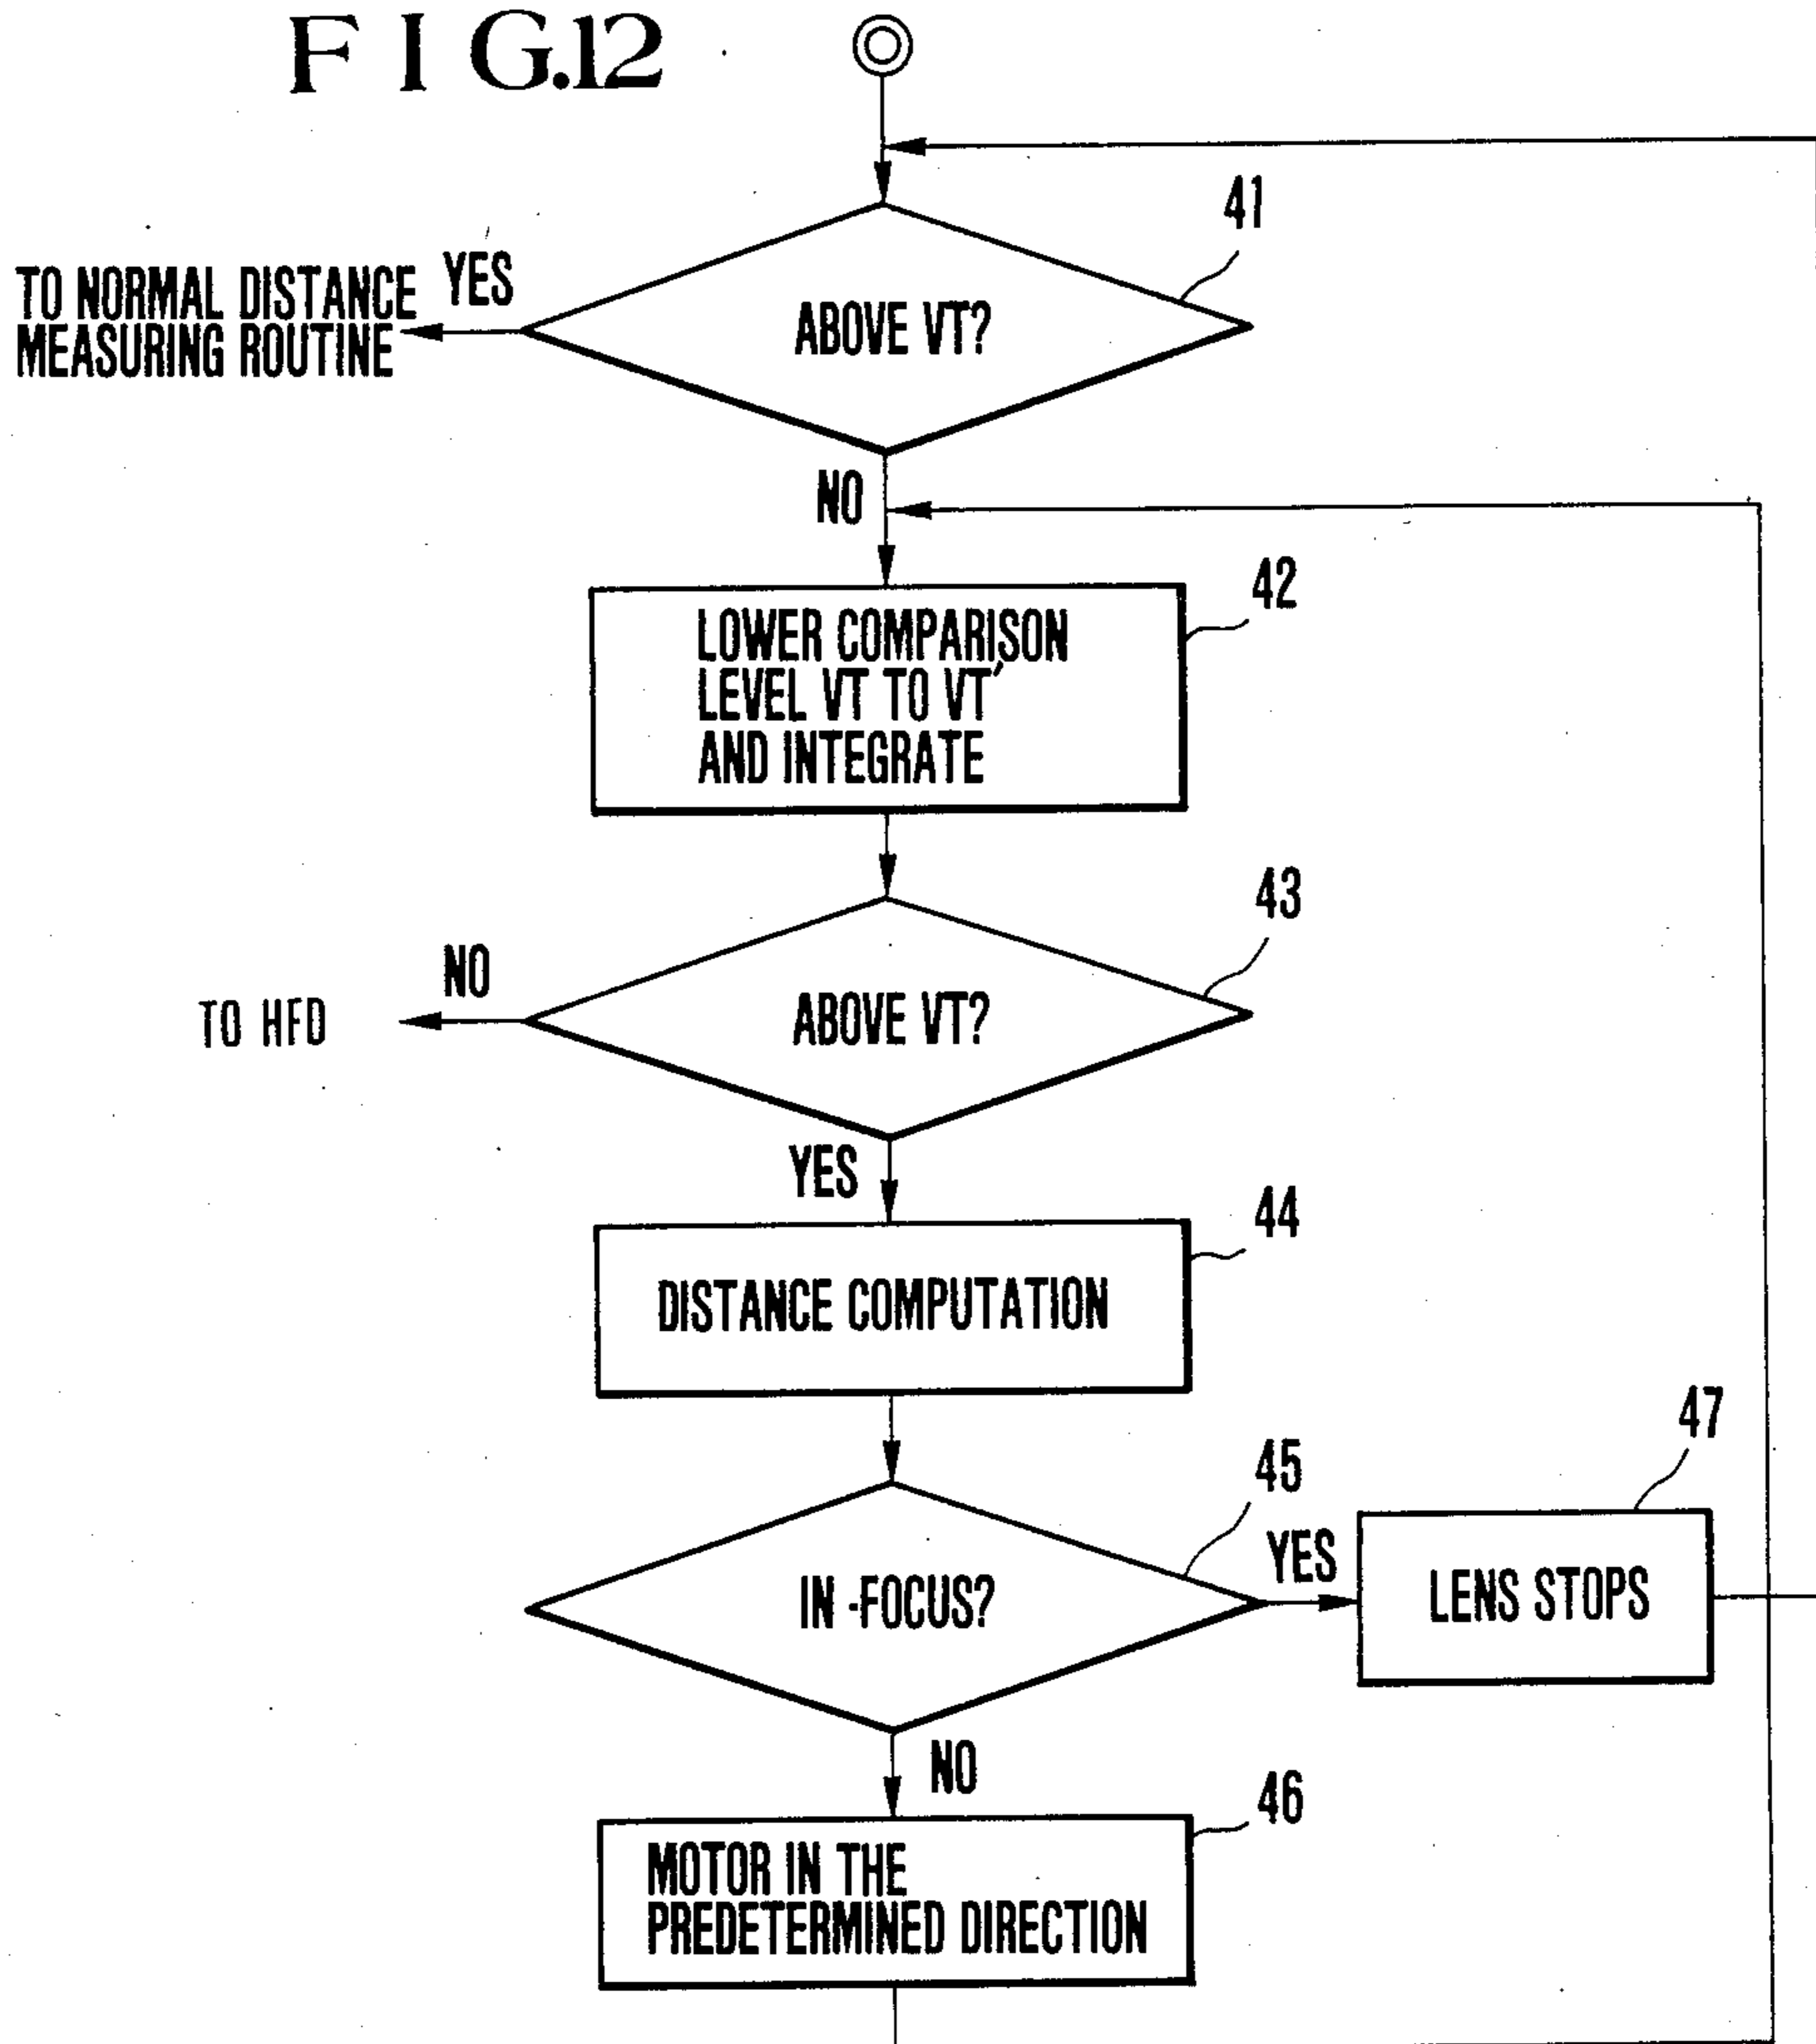 FIG.12
41
TO NORMAL DISTANCE
MEASURING ROUTINE
YES
ABOVE VT?
NO
42
LOWER COMPARISON
LEVEL VT TO VT'
AND INTEGRATE
43
NO
TO HFD
ABOVE VT?
YES
44
DISTANCE COMPUTATION
45
47
YES
IN-FOCUS?
LENS STOPS
NO
46
MOTOR IN THE
PREDETERMINED DIRECTION